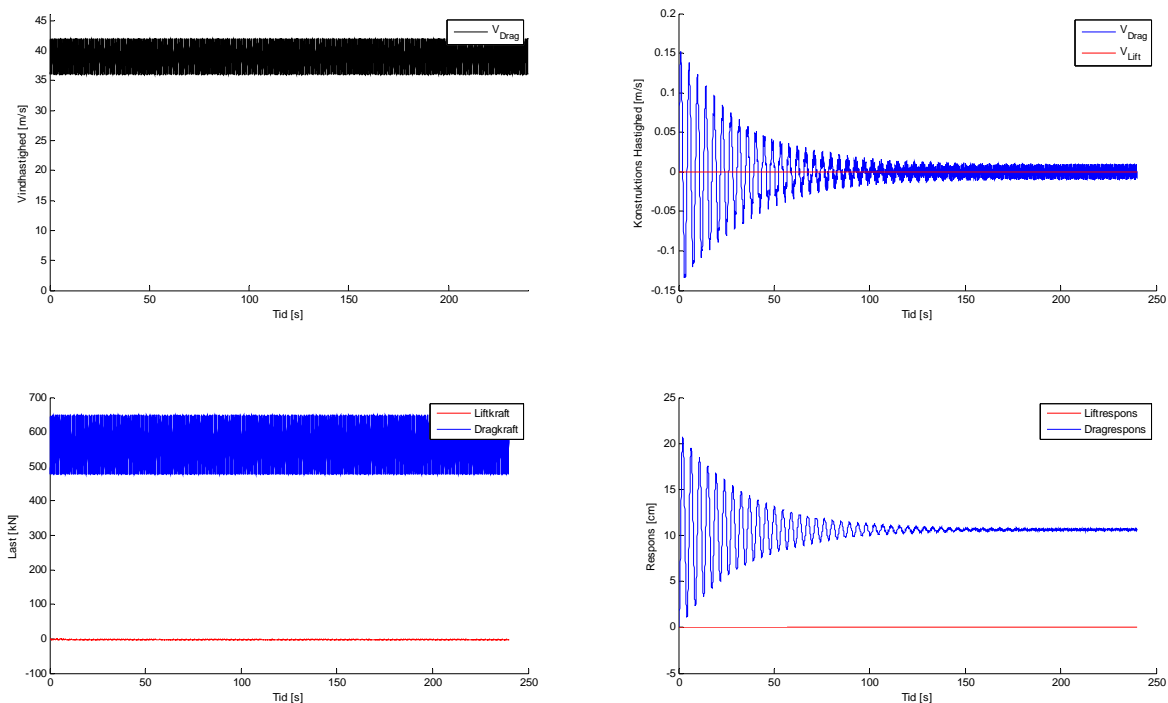 45
40
35
30
25
20
15
10
5
0
0 50 100 150 200
Vindhastighed [m/s]
Tid [s]
V_Drag
0.2
0.15
0.1
0.05
0
-0.05
-0.1
-0.15
0 50 100 150 200 250
Konstruktions Hastighed [m/s]
Tid [s]
V_Drag
V_Lift
700
600
500
400
300
200
100
0
-100
0 50 100 150 200 250
Last [kN]
Tid [s]
Liftkraft
Dragkraft
25
20
15
10
5
0
-5
0 50 100 150 200 250
Respons [cm]
Tid [s]
Liftrespons
Dragrespons